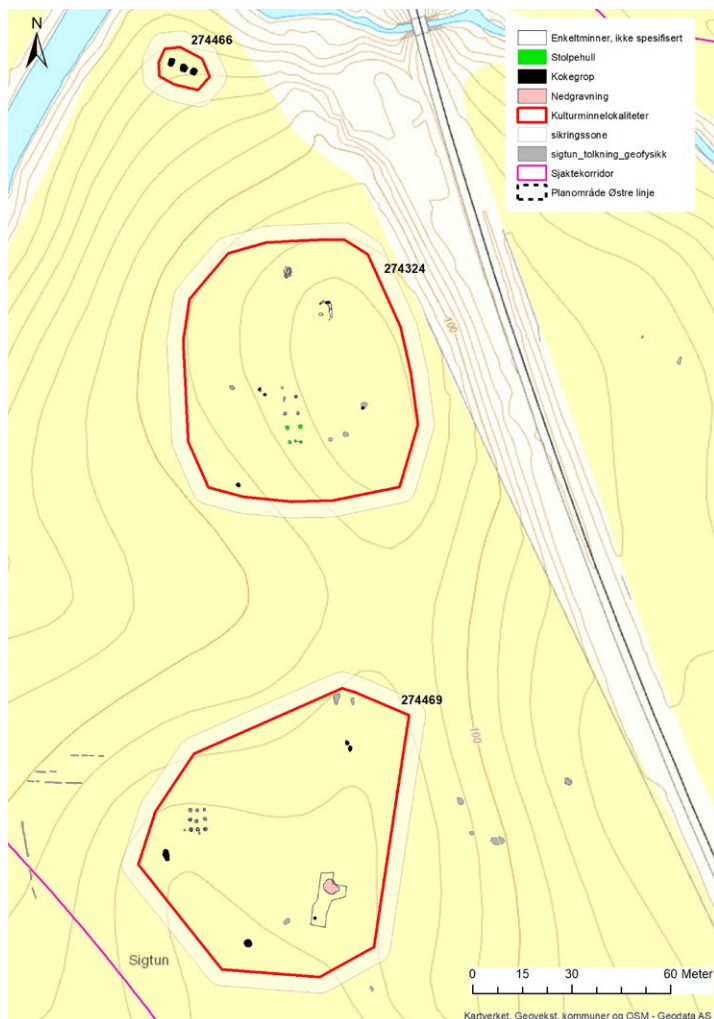 N
274466
Enkeltminner, ikke spesifisert
Stolpehull
Kokegrop
Nedgravning
Kulturminnelokaliteter
sikringssone
sigtun_tolkning_geofysikk
Sjaktekorridor
Planområde Østre linje
274324
100
274469
100
Sigtun
0 15 30 60 Meter
Kartverket, Geovekst, kommuner og OSM - Geodata AS